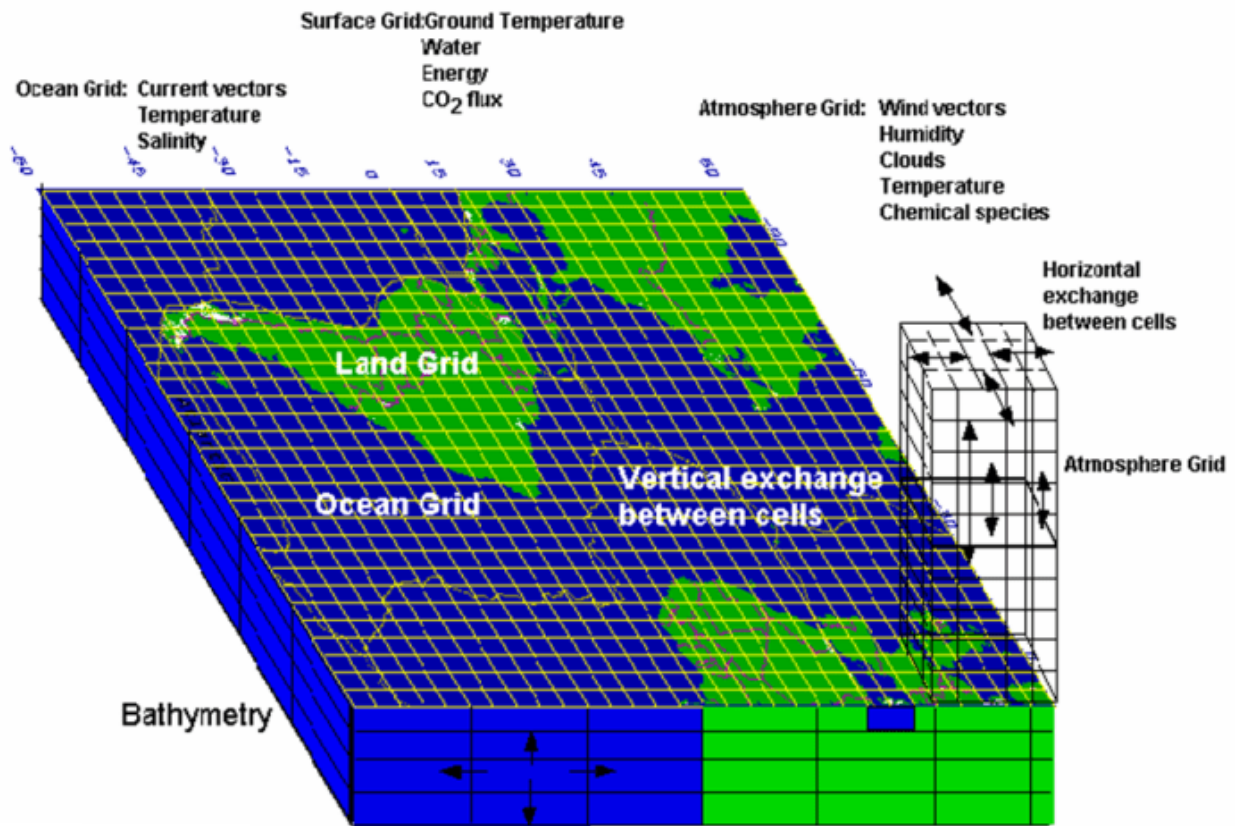 Surface Grid:Ground Temperature
Water
Energy
CO2 flux
Ocean Grid: Current vectors
Temperature
Salinity
Atmosphere Grid: Wind vectors
Humidity
Clouds
Temperature
Chemical species
-60 -45 -30 -15 0 15 30 45 60
-90
Horizontal
exchange
between cells
Land Grid
-60
Atmosphere Grid
Vertical exchange
between cells
Ocean Grid
Bathymetry